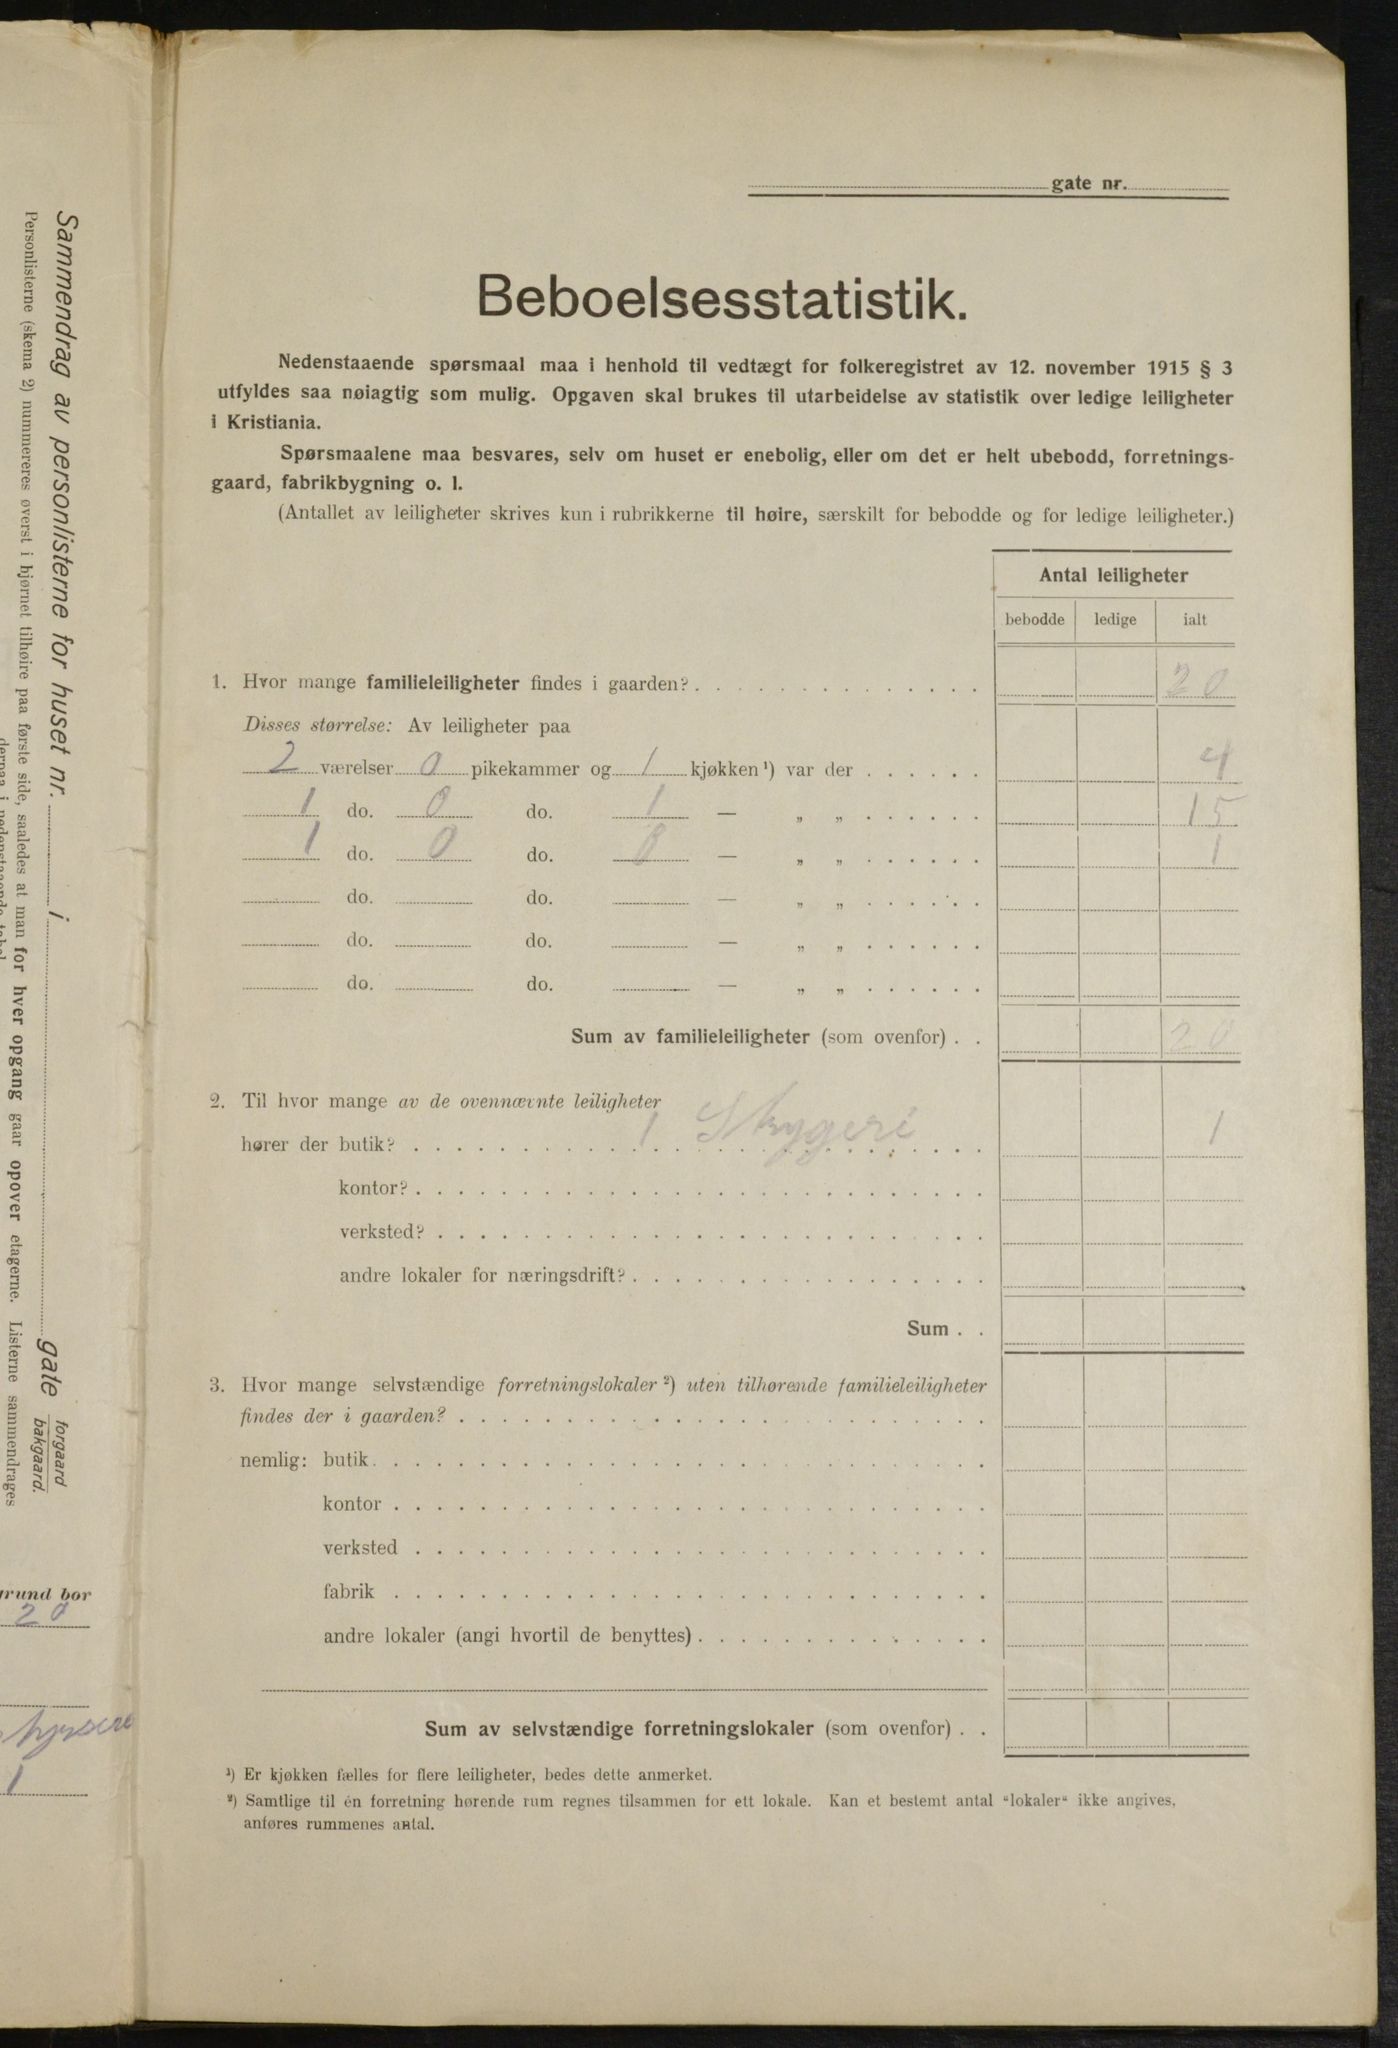 gate nr.
Beboelsesstatistik.
Nedenstaaende spørsmaal maa i henhold til vedtægt for folkeregistret av 12. november 1915 § 3
utfyldes saa nøiagtig som mulig. Opgaven skal brukes til utarbeidelse av statistik over ledige leiligheter
i Kristiania.
Spørsmaalene maa besvares, selv om huset er enebolig, eller om det er helt ubebodd, forretnings-
gaard, fabrikbygning o. l.
(Antallet av leiligheter skrives kun i rubrikkerne til høire, særskilt for bebodde og for ledige leiligheter.)
Antal leiligheter
bebodde ledige ialt
1. Hvor mange familieleiligheter findes i gaarden? 20
Disses størrelse: Av leiligheter paa
2 værelser 0 pikekammer og 1 kjøkken ¹) var der 4
1 do. 0 do. 1 — „ „ 15
1 do. 0 do. 0 — „ „ 1
do. do. — „ „
do. do. — „ „
do. do. — „ „
Sum av familieleiligheter (som ovenfor) . . 20
2. Til hvor mange av de ovennævnte leiligheter
hører der butik? 1 1
kontor?
verksted?
andre lokaler for næringsdrift?
Sum . .
3. Hvor mange selvstændige forretningslokaler ²) uten tilhørende familieleiligheter
findes der i gaarden?
nemlig: butik
kontor
verksted
fabrik
andre lokaler (angi hvortil de benyttes)
Sum av selvstændige forretningslokaler (som ovenfor) . .
¹) Er kjøkken fælles for flere leiligheter, bedes dette anmerket.
²) Samtlige til én forretning hørende rum regnes tilsammen for ett lokale. Kan et bestemt antal "lokaler" ikke angives,
anføres rummenes antal.
Sammendrag av personlisterne for huset nr. i gate forgaard
bakgaard.
Personlisterne (skema 2) nummereres øverst i hjørnet tilhøire paa første side, saaledes at man for hver opgang gaar opover etagerne. Listerne sammendrages
grund bor
20
1